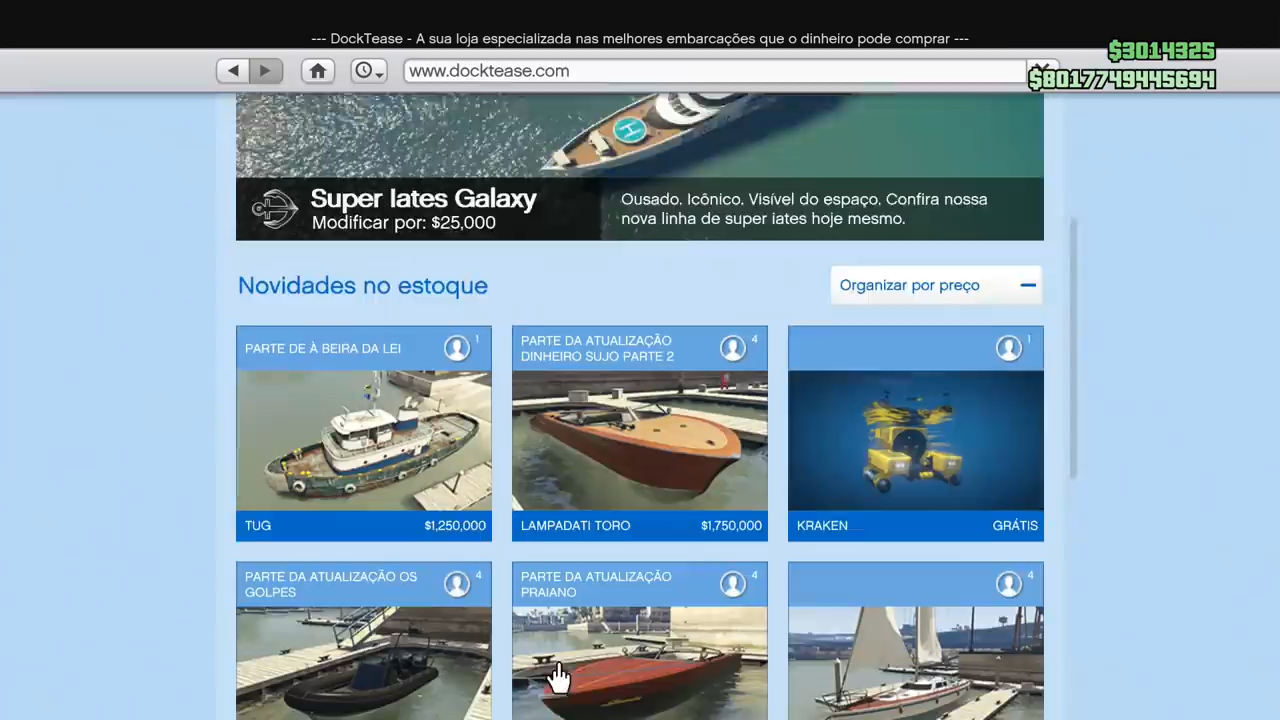 --- DockTease - A sua loja especializada nas melhores embarcações que o dinheiro pode comprar ---
www.docktease.com
$3014325
$8017749445694
Super Iates Galaxy
Modificar por: $25,000
Ousado. Icônico. Visível do espaço. Confira nossa
nova linha de super iates hoje mesmo.
Novidades no estoque
Organizar por preço
PARTE DE À BEIRA DA LEI
1
PARTE DA ATUALIZAÇÃO
DINHEIRO SUJO PARTE 2
4
1
TUG
$1,250,000
LAMPADATI TORO
$1,750,000
KRAKEN
GRÁTIS
PARTE DA ATUALIZAÇÃO OS
GOLPES
4
PARTE DA ATUALIZAÇÃO
PRAIANO
4
4